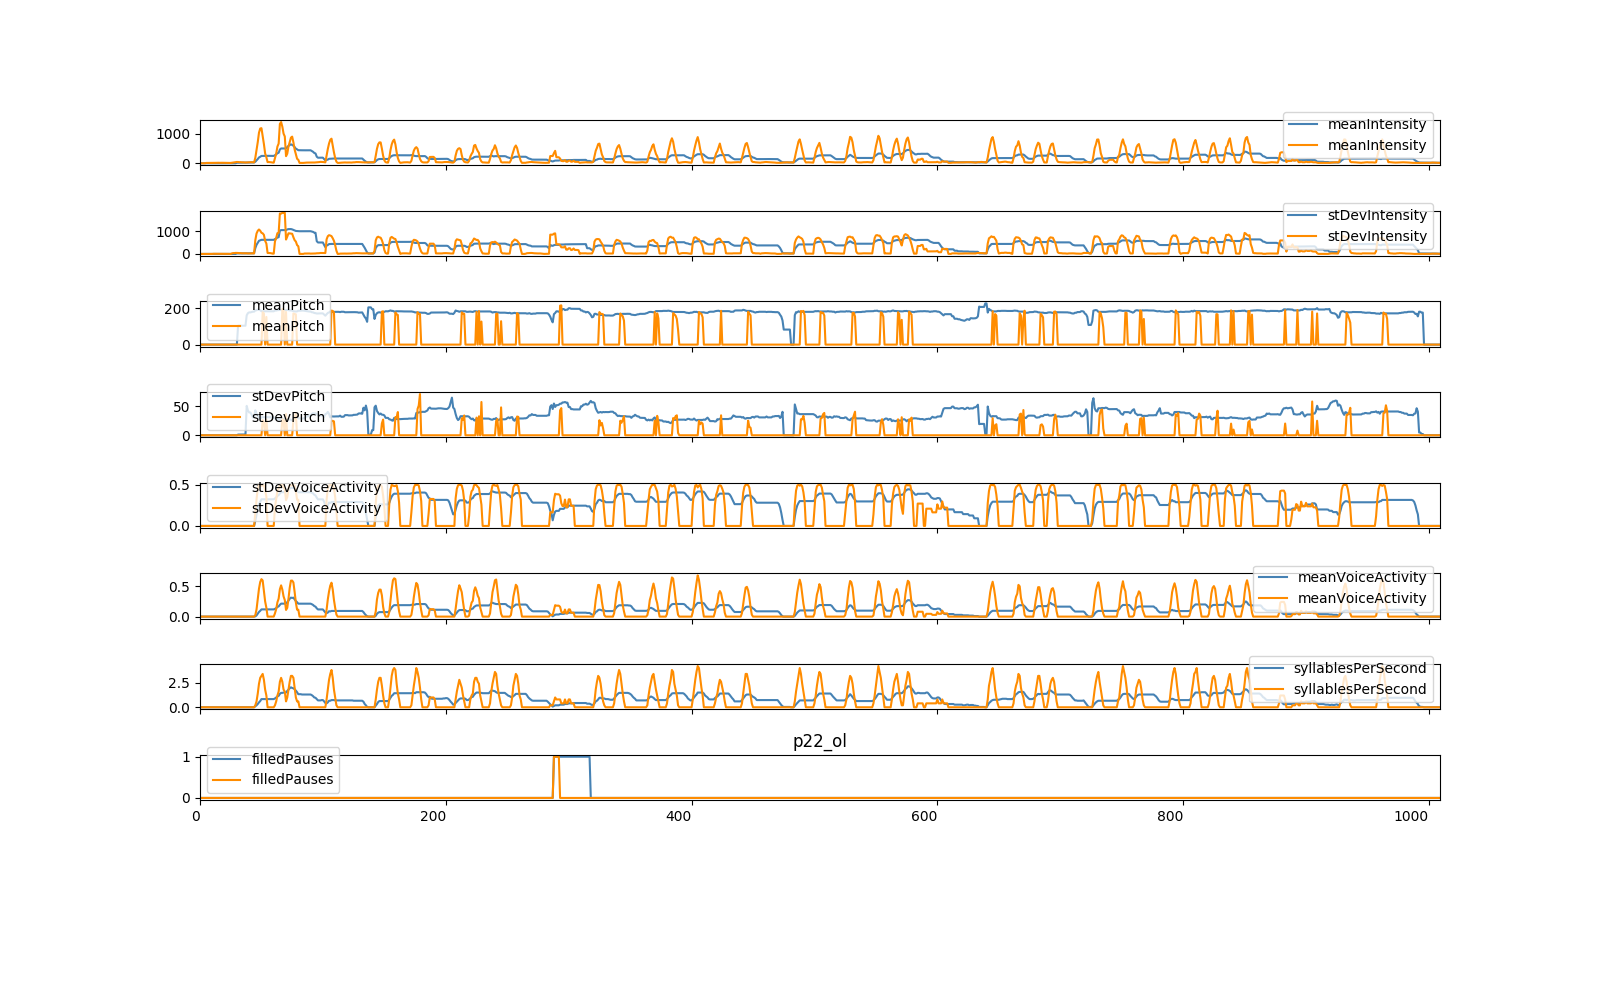 1000
0
meanIntensity
meanIntensity
1000
0
stDevIntensity
stDevIntensity
200
0
meanPitch
meanPitch
50
0
stDevPitch
stDevPitch
0.5
0.0
stDevVoiceActivity
stDevVoiceActivity
0.5
0.0
meanVoiceActivity
meanVoiceActivity
2.5
0.0
syllablesPerSecond
syllablesPerSecond
p22_ol
1
0
filledPauses
filledPauses
0 200 400 600 800 1000